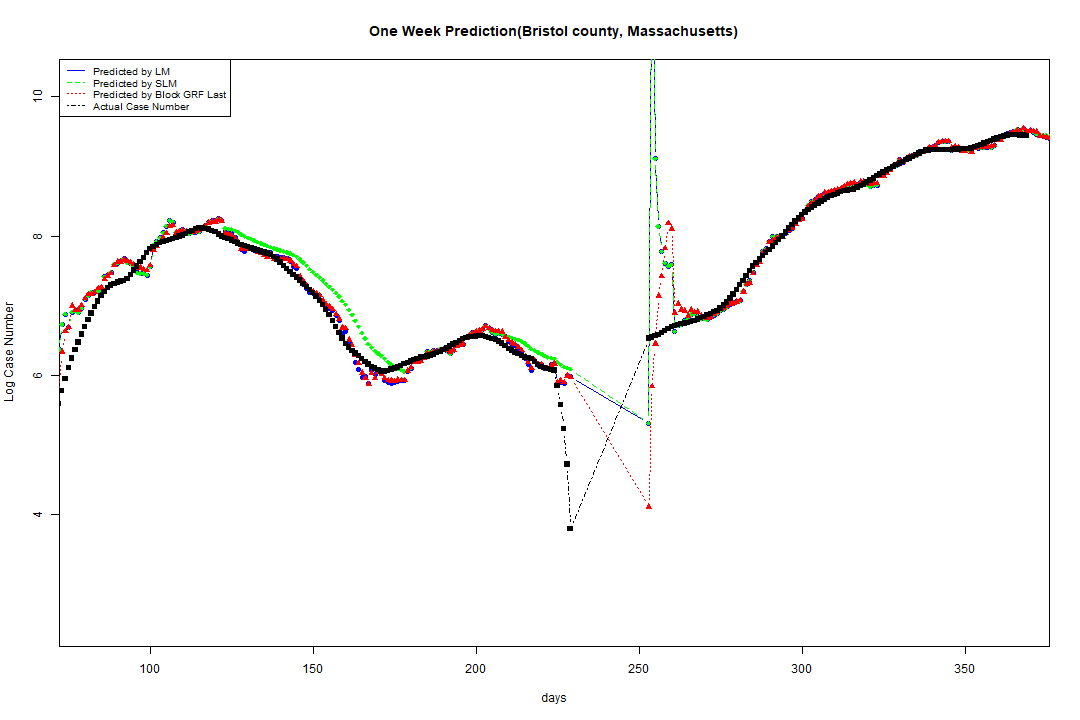 One Week Prediction(Bristol county, Massachusetts)
Predicted by LM
Predicted by SLM
Predicted by Block GRF Last
Actual Case Number
Log Case Number
10
8
6
4
100 150 200 250 300 350
days